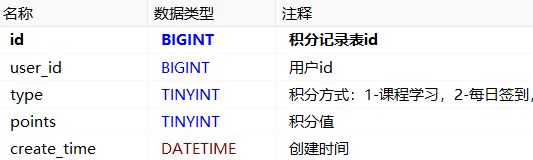 名称 数据类型 注释
id BIGINT 积分记录表id
user_id BIGINT 用户id
type TINYINT 积分方式：1-课程学习，2-每日签到，
points TINYINT 积分值
create_time DATETIME 创建时间